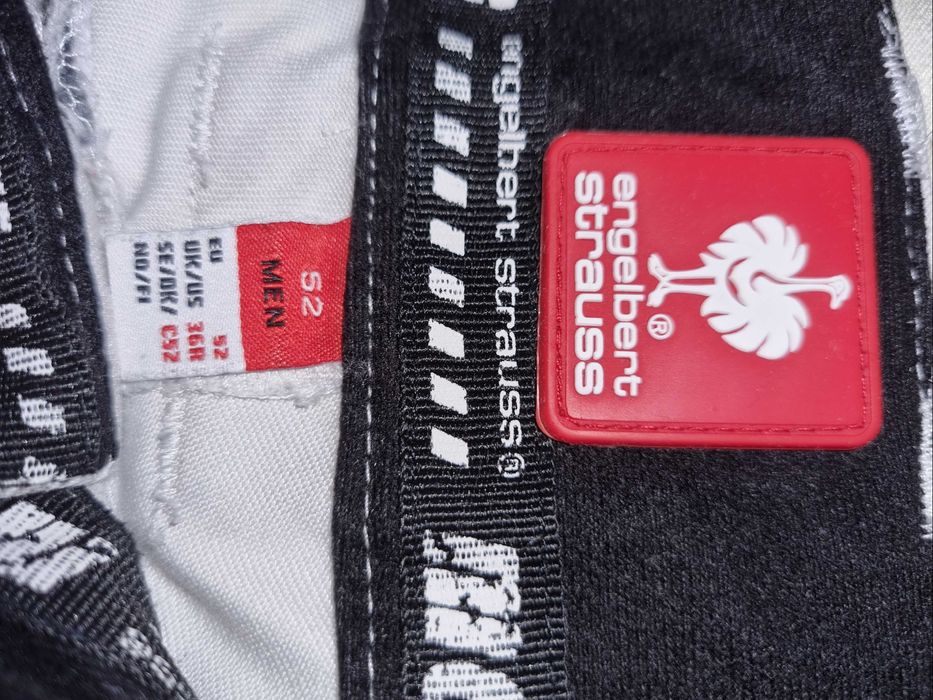 52
MEN
EU 52
UK/US 36R
SE/DK/ C52
NO/FI
engelbert strauss®
engelbert
strauss
®